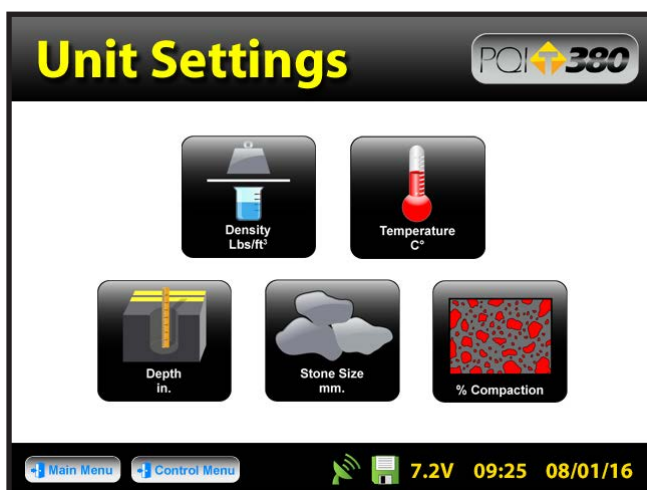 Unit Settings
PQI T 380
Density
Lbs/ft³
Temperature
C°
Depth
in.
Stone Size
mm.
% Compaction
Main Menu
Control Menu
7.2V 09:25 08/01/16